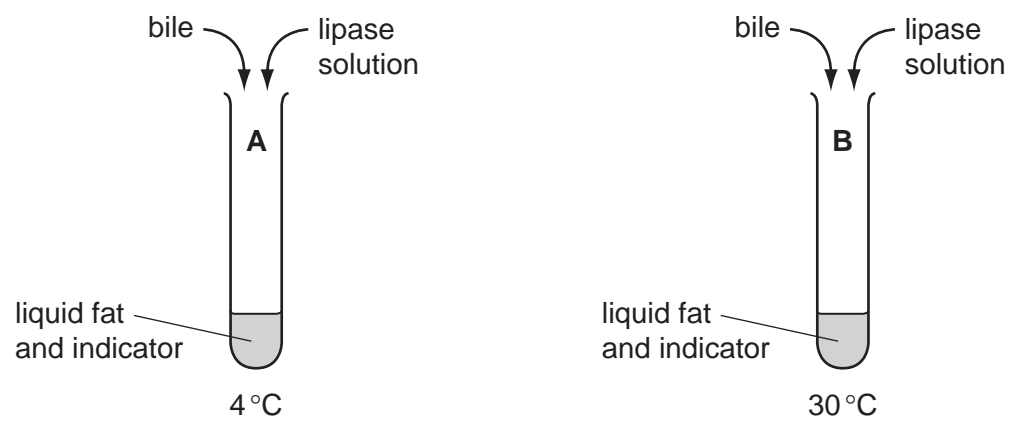 bile
lipase
solution
A
liquid fat
and indicator
4 °C
bile
lipase
solution
B
liquid fat
and indicator
30 °C